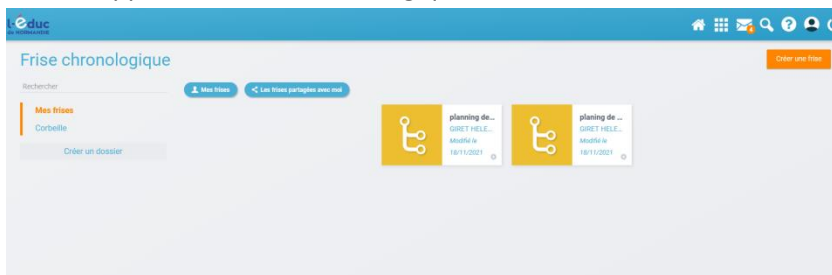 l·éduc
de NORMANDIE
Frise chronologique
Créer une frise
Rechercher
Mes frises
Les frises partagées avec moi
Mes frises
Corbeille
Créer un dossier
planning de...
GIRET HELE...
Modifié le
18/11/2021
planing de ...
GIRET HELE...
Modifié le
18/11/2021